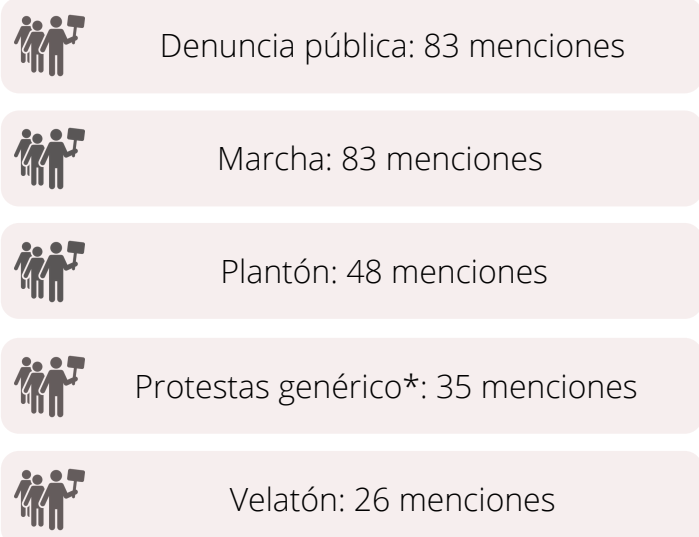 Denuncia pública: 83 menciones
Marcha: 83 menciones
Plantón: 48 menciones
Protestas genérico*: 35 menciones
Velatón: 26 menciones